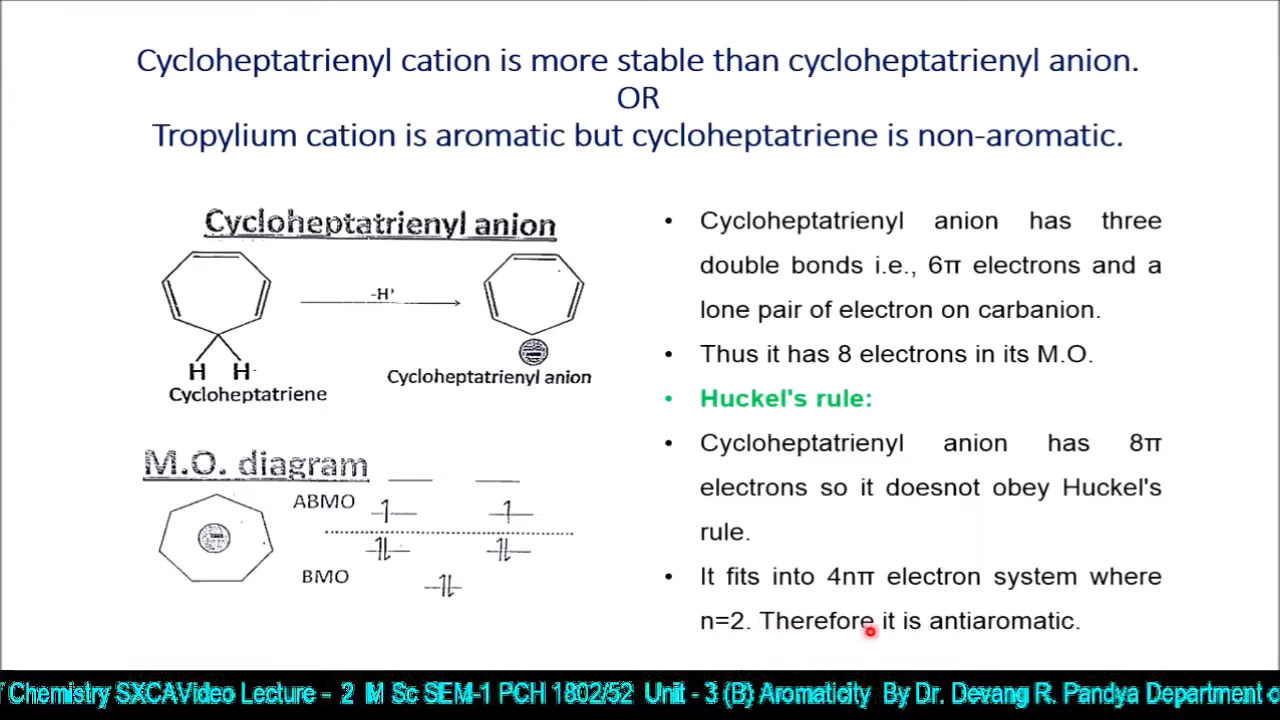 Cycloheptatrienyl cation is more stable than cycloheptatrienyl anion.
OR
Tropylium cation is aromatic but cycloheptatriene is non-aromatic.
Cycloheptatrienyl anion
-H⁺
H H
Cycloheptatriene
Cycloheptatrienyl anion
M.O. diagram
ABMO
BMO
• Cycloheptatrienyl anion has three
double bonds i.e., 6π electrons and a
lone pair of electron on carbanion.
• Thus it has 8 electrons in its M.O.
• Huckel's rule:
• Cycloheptatrienyl anion has 8π
electrons so it doesnot obey Huckel's
rule.
• It fits into 4nπ electron system where
n=2. Therefore it is antiaromatic.
Chemistry SXCAVideo Lecture - 2 M Sc SEM-1 PCH 1802/52 Unit - 3 (B) Aromaticity By Dr. Devang R. Pandya Department